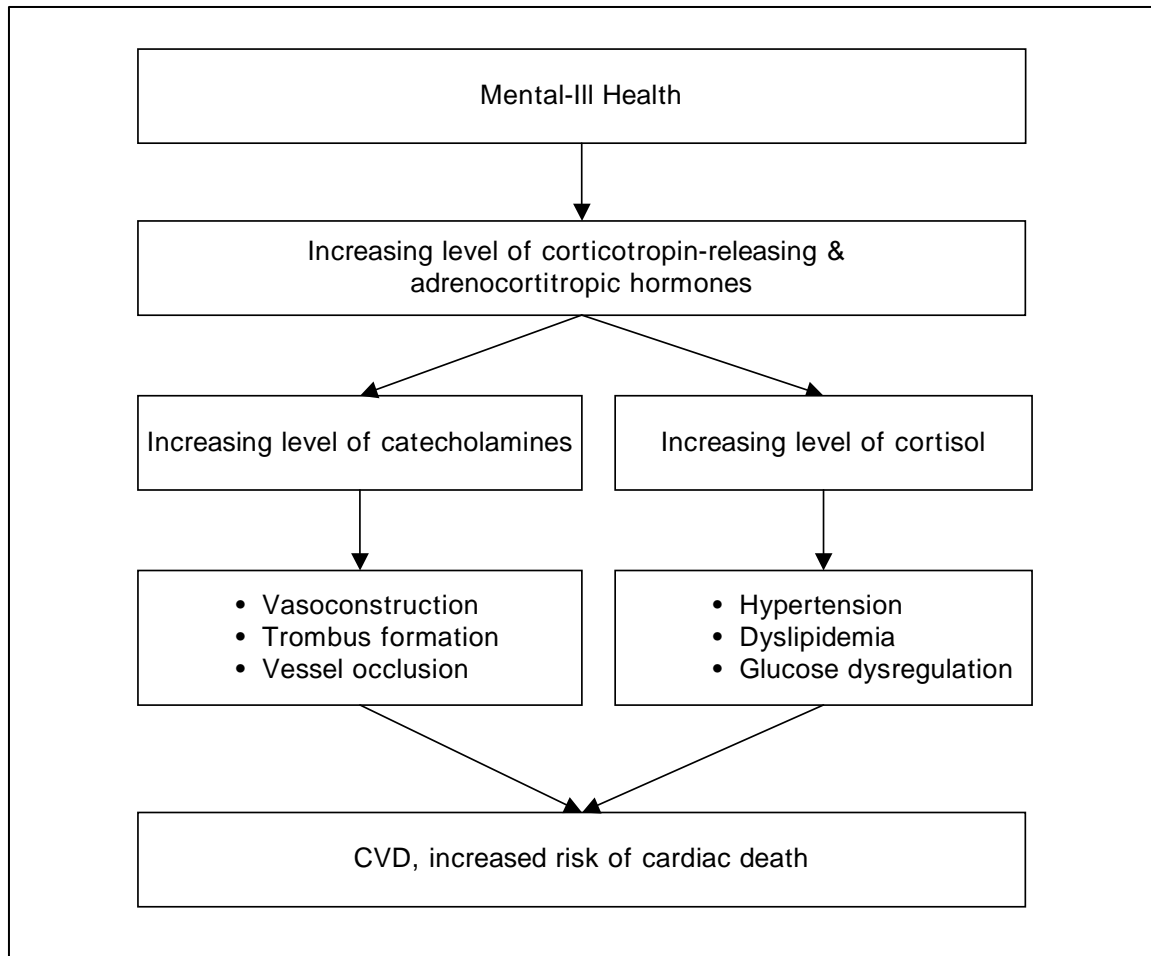 Mental-Ill Health
Increasing level of corticotropin-releasing &
adrenocortitropic hormones
Increasing level of catecholamines
Increasing level of cortisol
• Vasoconstruction
• Trombus formation
• Vessel occlusion
• Hypertension
• Dyslipidemia
• Glucose dysregulation
CVD, increased risk of cardiac death